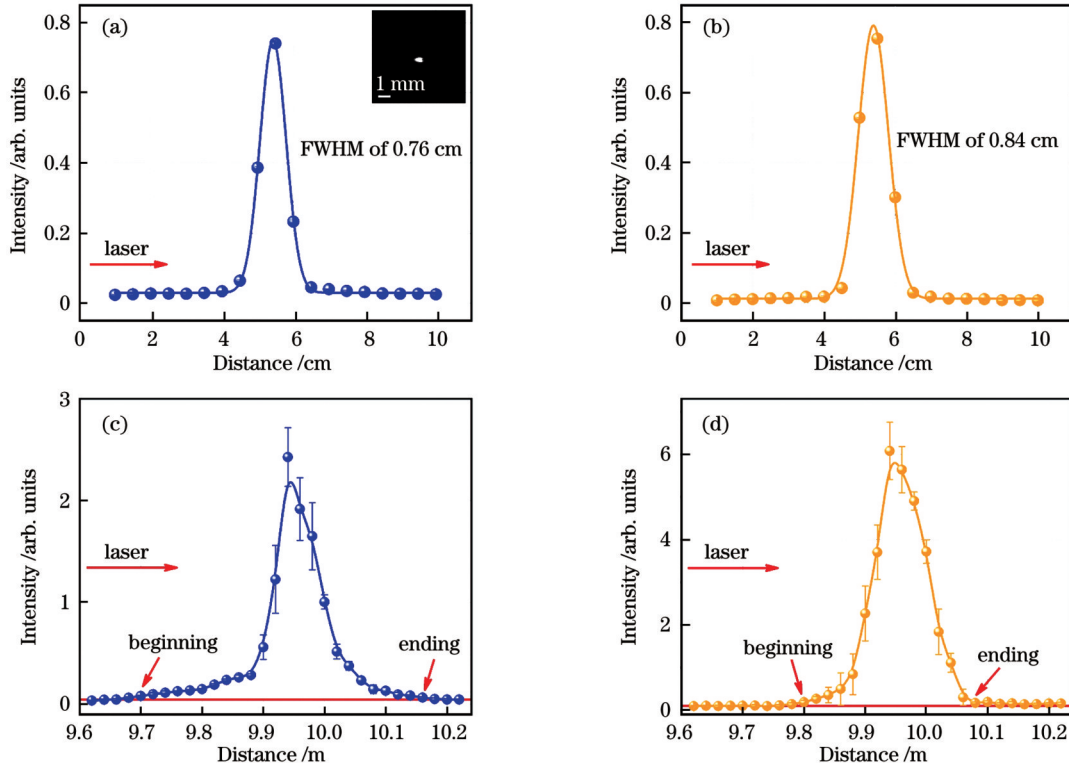 (a)
0.8
0.6
0.4
0.2
0
Intensity /arb. units
1 mm
FWHM of 0.76 cm
laser
0 2 4 6 8 10
Distance /cm
(b)
0.8
0.6
0.4
0.2
0
Intensity /arb. units
FWHM of 0.84 cm
laser
0 2 4 6 8 10
Distance /cm
(c)
3
2
1
0
Intensity /arb. units
laser
beginning
ending
9.6 9.7 9.8 9.9 10.0 10.1 10.2
Distance /m
(d)
6
4
2
0
Intensity /arb. units
laser
beginning
ending
9.6 9.7 9.8 9.9 10.0 10.1 10.2
Distance /m